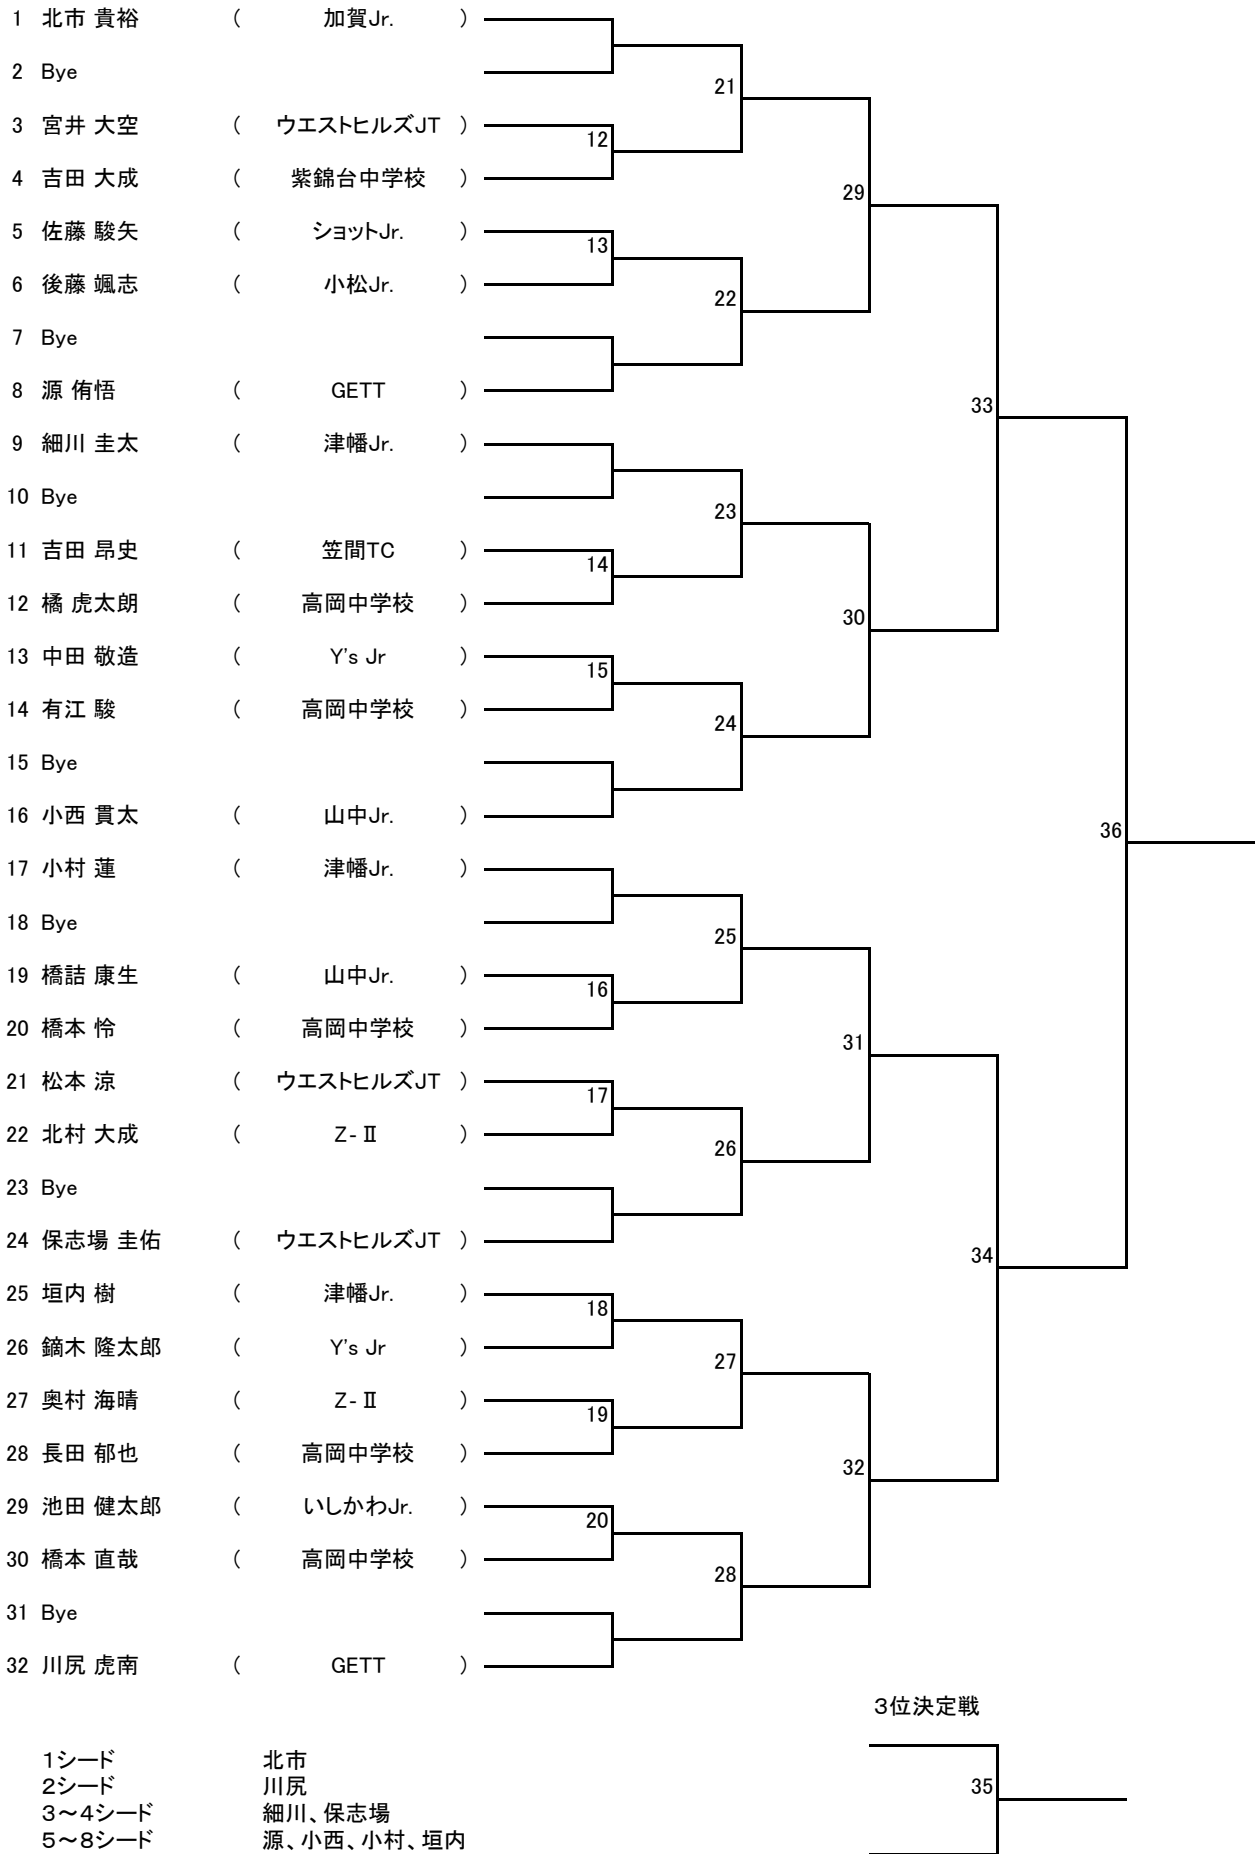 1 北市 貴裕 ( 加賀Jr. )
2 Bye
21
3 宮井 大空 ( ウエストヒルズJT )
12
4 吉田 大成 ( 紫錦台中学校 )
29
5 佐藤 駿矢 ( ショットJr. )
13
6 後藤 颯志 ( 小松Jr. )
22
7 Bye
8 源 侑悟 ( GETT )
33
9 細川 圭太 ( 津幡Jr. )
10 Bye
23
11 吉田 昂史 ( 笠間TC )
14
12 橘 虎太朗 ( 高岡中学校 )
30
13 中田 敬造 ( Y's Jr )
15
14 有江 駿 ( 高岡中学校 )
24
15 Bye
16 小西 貫太 ( 山中Jr. )
36
17 小村 蓮 ( 津幡Jr. )
18 Bye
25
19 橋詰 康生 ( 山中Jr. )
16
20 橋本 怜 ( 高岡中学校 )
31
21 松本 涼 ( ウエストヒルズJT )
17
22 北村 大成 ( Z-Ⅱ )
26
23 Bye
24 保志場 圭佑 ( ウエストヒルズJT )
34
25 垣内 樹 ( 津幡Jr. )
18
26 鏑木 隆太郎 ( Y's Jr )
27
27 奥村 海晴 ( Z-Ⅱ )
19
28 長田 郁也 ( 高岡中学校 )
32
29 池田 健太郎 ( いしかわJr. )
20
30 橋本 直哉 ( 高岡中学校 )
28
31 Bye
32 川尻 虎南 ( GETT )
3位決定戦
1シード 北市
2シード 川尻
35
3～4シード 細川、保志場
5～8シード 源、小西、小村、垣内